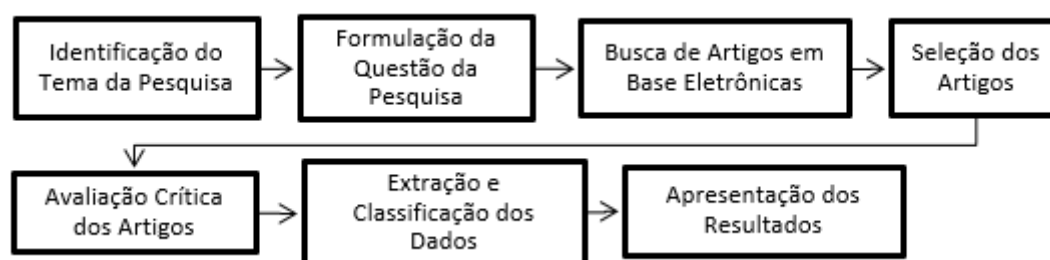 Identificação do
Tema da Pesquisa
Formulação da
Questão da
Pesquisa
Busca de Artigos em
Base Eletrônicas
Seleção dos
Artigos
Avaliação Crítica
dos Artigos
Extração e
Classificação dos
Dados
Apresentação dos
Resultados